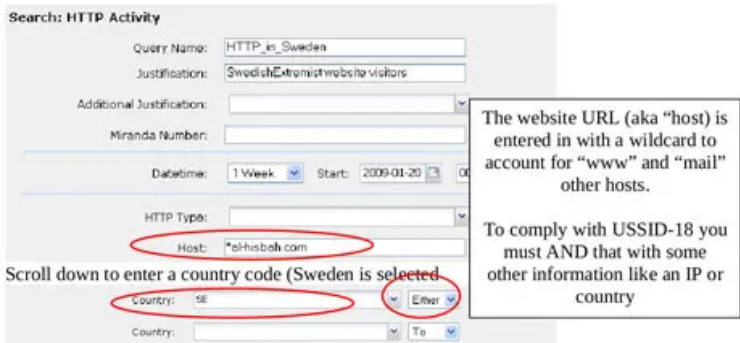 Search: HTTP Activity
Query Name: HTTP_in_Sweden
Justification: SwedishExtremistwebsite visitors
Additional Justification:
Miranda Number:
Datetime: 1 Week Start: 2009-01-20 00
HTTP Type:
Host: *al-hisbah.com
Scroll down to enter a country code (Sweden is selected
Country: SE Either
Country: To
The website URL (aka “host) is
entered in with a wildcard to
account for “www” and “mail”
other hosts.
To comply with USSID-18 you
must AND that with some
other information like an IP or
country